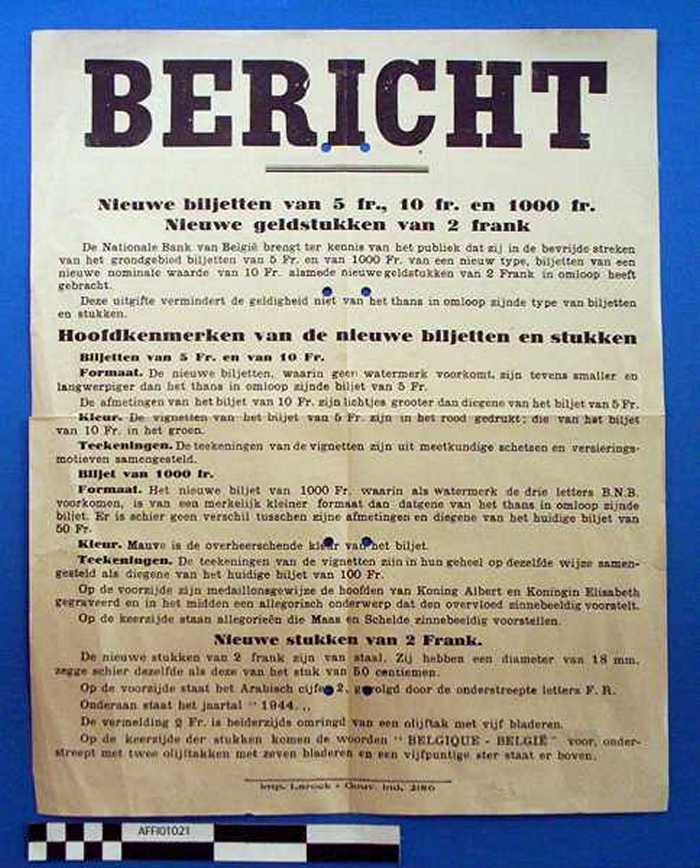 BERICHT
Nieuwe biljetten van 5 fr., 10 fr. en 1000 fr.
Nieuwe geldstukken van 2 frank
De Nationale Bank van België brengt ter kennis van het publiek dat zij in de bevrijde streken
van het grondgebied biljetten van 5 Fr. en van 1000 Fr. van een nieuw type, biljetten van een
nieuwe nominale waarde van 10 Fr. alsmede nieuwe geldstukken van 2 Frank in omloop heeft
gebracht.
Deze uitgifte vermindert de geldigheid niet van het thans in omloop zijnde type van biljetten
en stukken.
Hoofdkenmerken van de nieuwe biljetten en stukken
Biljetten van 5 Fr. en van 10 Fr.
Formaat. De nieuwe biljetten, waarin geen watermerk voorkomt, zijn tevens smaller en
langwerpiger dan het thans in omloop zijnde biljet van 5 Fr.
De afmetingen van het biljet van 10 Fr. zijn lichtjes grooter dan diegene van het biljet van 5 Fr.
Kleur. De vignetten van het biljet van 5 Fr. zijn in het rood gedrukt; die van het biljet
van 10 Fr. in het groen.
Teekeningen. De teekeningen van de vignetten zijn uit meetkundige schetsen en versierings-
motieven samengesteld.
Biljet van 1000 fr.
Formaat. Het nieuwe biljet van 1000 Fr. waarin als watermerk de drie letters B.N.B.
voorkomen, is van een merkelijk kleiner formaat dan datgene van het thans in omloop zijnde
biljet. Er is schier geen verschil tusschen zijne afmetingen en diegene van het huidige biljet van
50 Fr.
Kleur. Mauve is de overheerschende kleur van het biljet.
Teekeningen. De teekeningen van de vignetten zijn in hun geheel op dezelfde wijze samen-
gesteld als diegene van het huidige biljet van 100 Fr.
Op de voorzijde zijn medaillonsgewijze de hoofden van Koning Albert en Koningin Elisabeth
gegraveerd en in het midden een allegorisch onderwerp dat den overvloed zinnebeeldig voorstelt.
Op de keerzijde staan allegorieën die Maas en Schelde zinnebeeldig voorstellen.
Nieuwe stukken van 2 Frank.
De nieuwe stukken van 2 frank zijn van staal. Zij hebben een diameter van 18 mm.
zegge schier dezelfde als deze van het stuk van 50 centiemen.
Op de voorzijde staat het Arabisch cijfer 2, gevolgd door de onderstreepte letters F. R.
Onderaan staat het jaartal " 1944 „
De vermelding 2 Fr. is beiderzijds omringd van een olijftak met vijf bladeren.
Op de keerzijde der stukken komen de woorden " BELGIQUE - BELGIË " voor, onder-
streept met twee olijftakken met zeven bladeren en een vijfpuntige ster staat er boven.
Imp. Larock - Gouv. Ind. 2180
AFFI01021